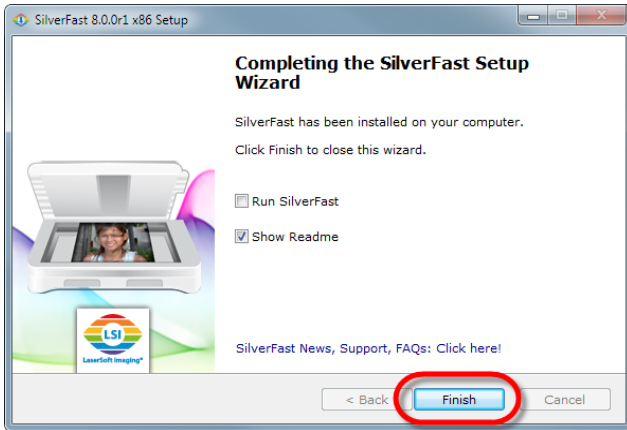 SilverFast 8.0.0r1 x86 Setup
Completing the SilverFast Setup
Wizard
SilverFast has been installed on your computer.
Click Finish to close this wizard.
Run SilverFast
Show Readme
LSI
LaserSoft Imaging®
SilverFast News, Support, FAQs: Click here!
< Back
Finish
Cancel